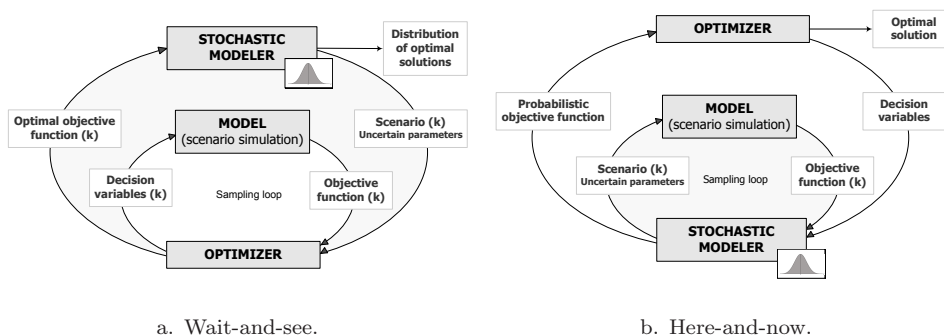 STOCHASTIC
MODELER
Distribution
of optimal
solutions
Optimal objective
function (k)
MODEL
(scenario simulation)
Scenario (k)
Uncertain parameters
Decision
variables (k)
Sampling loop
Objective
function (k)
OPTIMIZER
a. Wait-and-see.
OPTIMIZER
Optimal
solution
Probabilistic
objective function
MODEL
(scenario simulation)
Decision
variables
Scenario (k)
Uncertain parameters
Sampling loop
Objective
function (k)
STOCHASTIC
MODELER
b. Here-and-now.